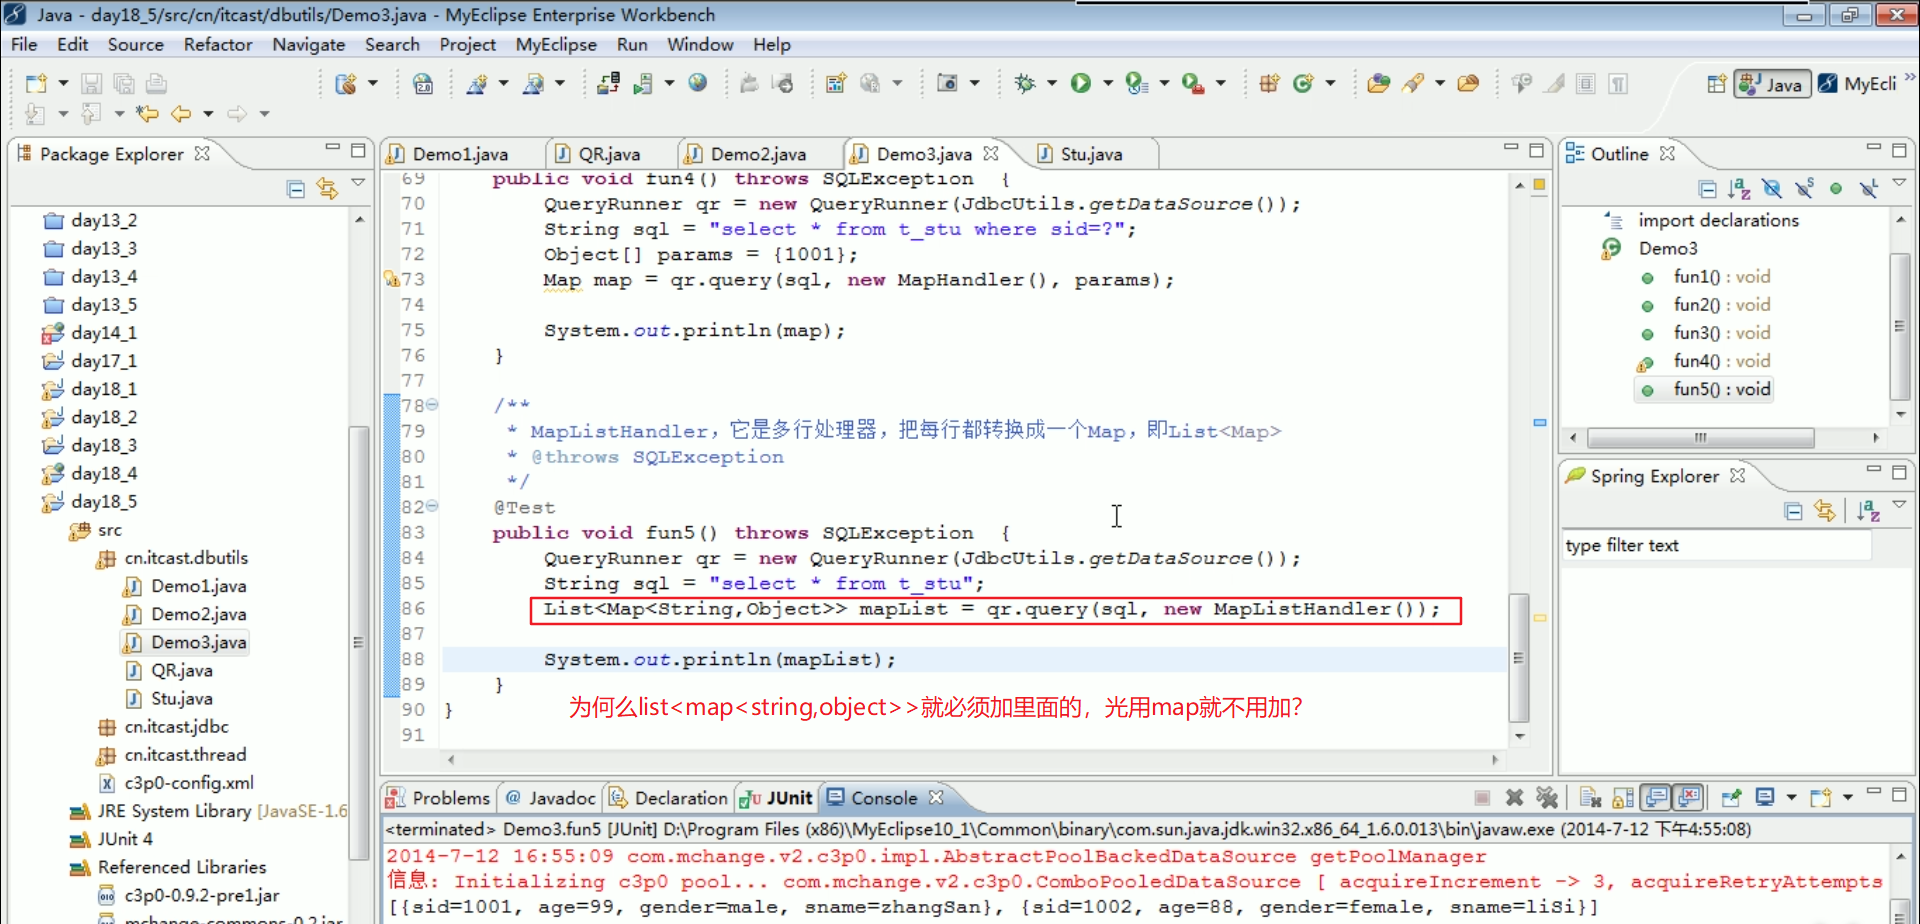 Java - day18_5/src/cn/itcast/dbutils/Demo3.java - MyEclipse Enterprise Workbench
File Edit Source Refactor Navigate Search Project MyEclipse Run Window Help
Java MyEcli
Package Explorer
day13_2
day13_3
day13_4
day13_5
day14_1
day17_1
day18_1
day18_2
day18_3
day18_4
day18_5
src
cn.itcast.dbutils
Demo1.java
Demo2.java
Demo3.java
QR.java
Stu.java
cn.itcast.jdbc
cn.itcast.thread
c3p0-config.xml
JRE System Library [JavaSE-1.6
JUnit 4
Referenced Libraries
c3p0-0.9.2-pre1.jar
mchange-commons-0.2.jar
Demo1.java QR.java Demo2.java Demo3.java Stu.java
69 public void fun4() throws SQLException {
70 QueryRunner qr = new QueryRunner(JdbcUtils.getDataSource());
71 String sql = "select * from t_stu where sid=?";
72 Object[] params = {1001};
73 Map map = qr.query(sql, new MapHandler(), params);
74
75 System.out.println(map);
76 }
77
78 /**
79 * MapListHandler，它是多行处理器，把每行都转换成一个Map，即List<Map>
80 * @throws SQLException
81 */
82 @Test
83 public void fun5() throws SQLException {
84 QueryRunner qr = new QueryRunner(JdbcUtils.getDataSource());
85 String sql = "select * from t_stu";
86 List<Map<String,Object>> mapList = qr.query(sql, new MapListHandler());
87
88 System.out.println(mapList);
89 }
为何么list<map<string,object>>就必须加里面的，光用map就不用加？
90 }
91
Outline
import declarations
Demo3
fun1() : void
fun2() : void
fun3() : void
fun4() : void
fun5() : void
Spring Explorer
type filter text
Problems Javadoc Declaration JUnit Console
<terminated> Demo3.fun5 [JUnit] D:\Program Files (x86)\MyEclipse10_1\Common\binary\com.sun.java.jdk.win32.x86_64_1.6.0.013\bin\javaw.exe (2014-7-12 下午4:55:08)
2014-7-12 16:55:09 com.mchange.v2.c3p0.impl.AbstractPoolBackedDataSource getPoolManager
信息: Initializing c3p0 pool... com.mchange.v2.c3p0.ComboPooledDataSource [ acquireIncrement -> 3, acquireRetryAttempts
[{sid=1001, age=99, gender=male, sname=zhangSan}, {sid=1002, age=88, gender=female, sname=liSi}]